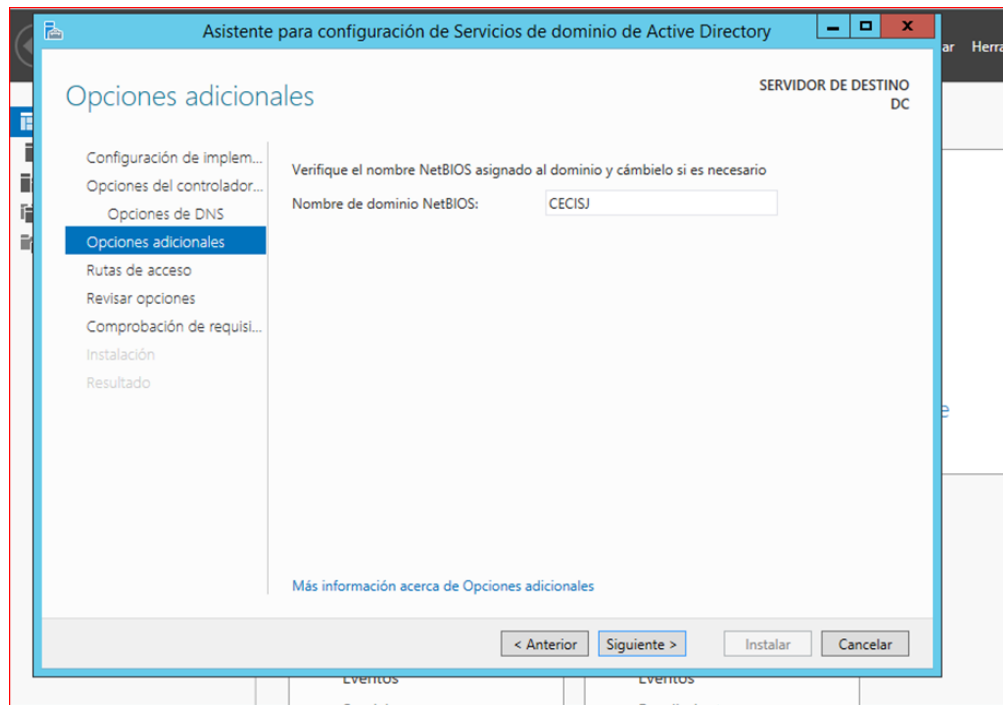 Asistente para configuración de Servicios de dominio de Active Directory
ar Herra
Opciones adicionales
SERVIDOR DE DESTINO
DC
Configuración de implem...
Opciones del controlador...
Opciones de DNS
Opciones adicionales
Rutas de acceso
Revisar opciones
Comprobación de requisi...
Instalación
Resultado
Verifique el nombre NetBIOS asignado al dominio y cámbielo si es necesario
Nombre de dominio NetBIOS: CECISJ
Más información acerca de Opciones adicionales
< Anterior Siguiente > Instalar Cancelar
Eventos Eventos